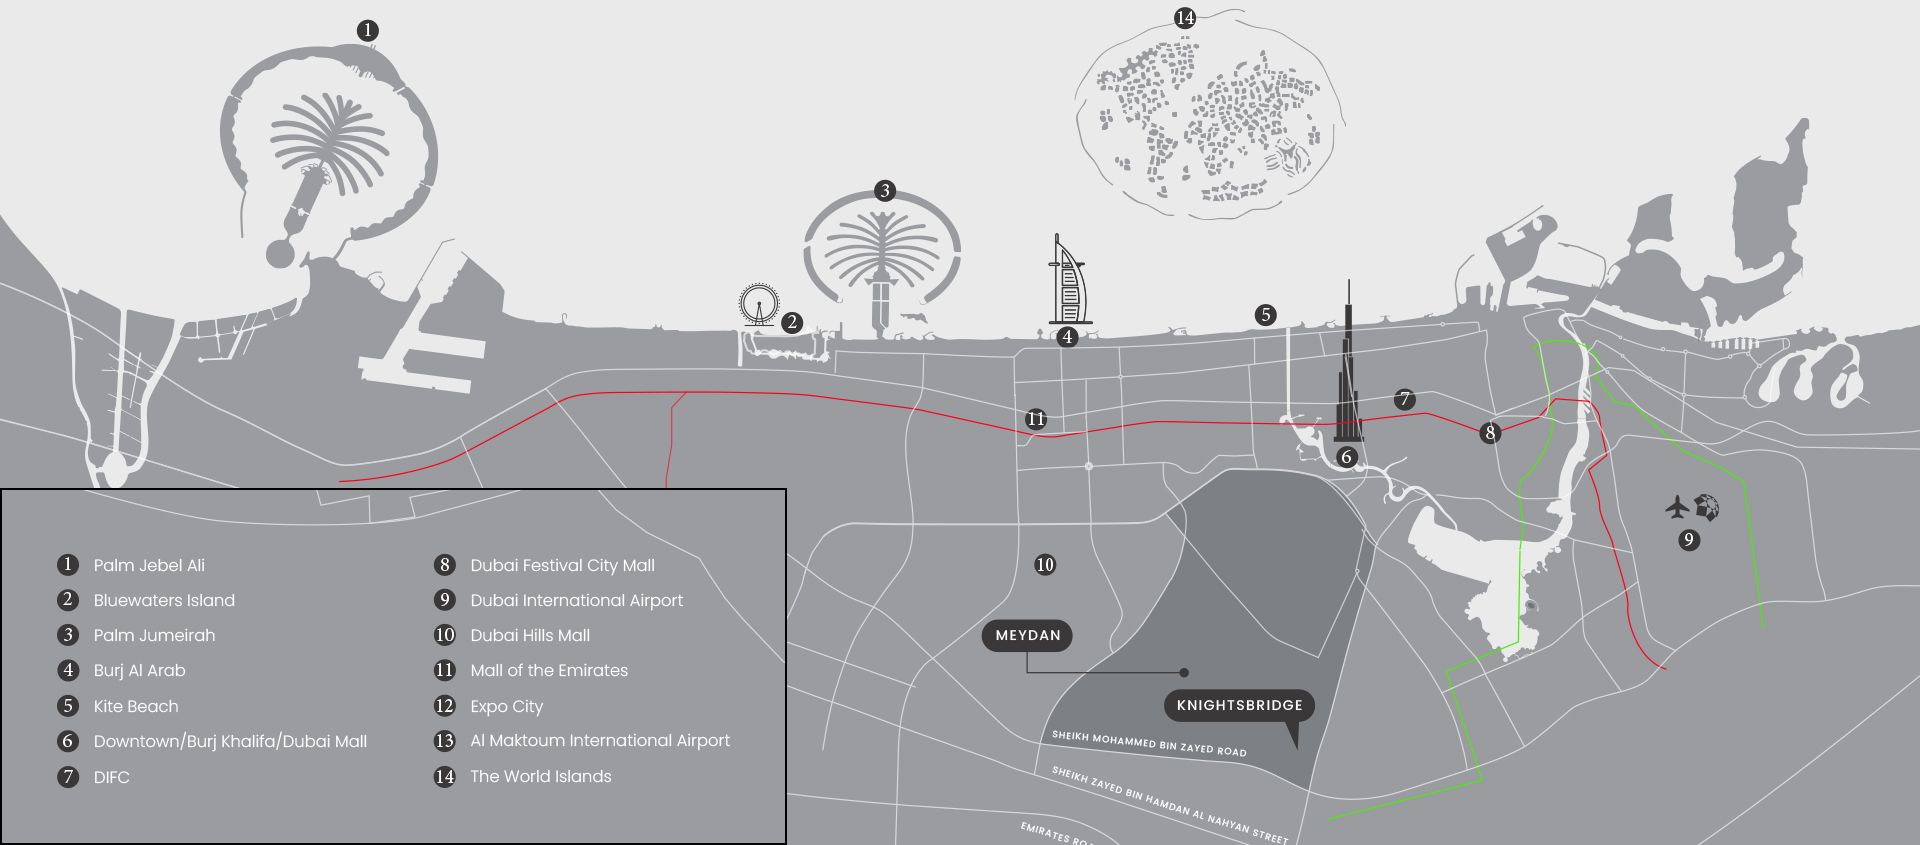 1
14
3
2
4
5
7
11
8
6
9
10
MEYDAN
KNIGHTSBRIDGE
SHEIKH MOHAMMED BIN ZAYED ROAD
SHEIKH ZAYED BIN HAMDAN AL NAHYAN STREET
EMIRATES
1 Palm Jebel Ali
2 Bluewaters Island
3 Palm Jumeirah
4 Burj Al Arab
5 Kite Beach
6 Downtown/Burj Khalifa/Dubai Mall
7 DIFC
8 Dubai Festival City Mall
9 Dubai International Airport
10 Dubai Hills Mall
11 Mall of the Emirates
12 Expo City
13 Al Maktoum International Airport
14 The World Islands